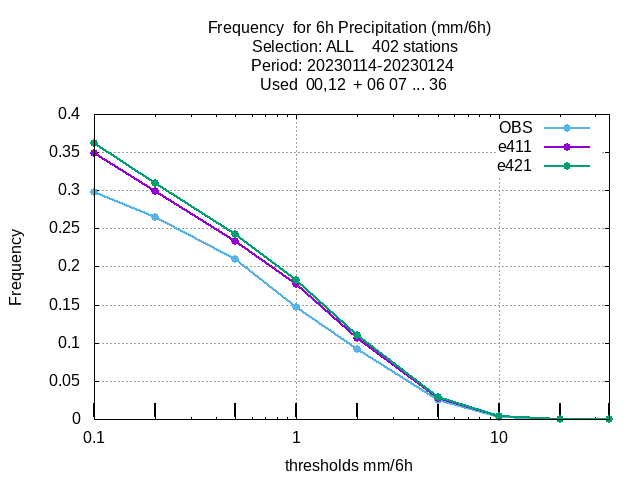 Frequency  for 6h Precipitation (mm/6h)
Selection: ALL    402 stations
Period: 20230114-20230124
Used  00,12  + 06 07 ... 36
OBS
e411
e421
0.4
0.35
0.3
0.25
0.2
0.15
0.1
0.05
0
Frequency
0.1
1
10
thresholds mm/6h